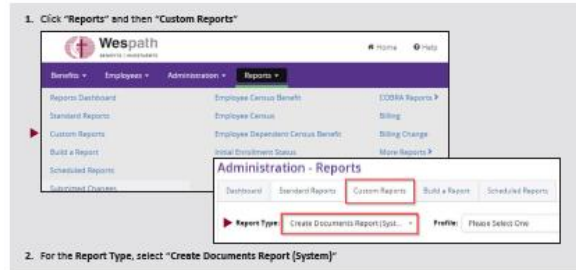 1. Click "Reports" and then "Custom Reports"
Wespath
BENEFITS | INVESTMENTS
Home Help
Benefits Employees Administration Reports
Reports Dashboard Employee Census Benefit COBRA Reports
Standard Reports Employee Census Billing
Custom Reports Employee Dependent Census Benefit Billing Change
Build a Report Initial Enrollment Status More Reports
Scheduled Reports
Submitted Changes
Administration - Reports
Dashboard Standard Reports Custom Reports Build a Report Scheduled Reports
Report Type: Create Documents Report (Syst... Profile: Please Select One
2. For the Report Type, select "Create Documents Report (System)"